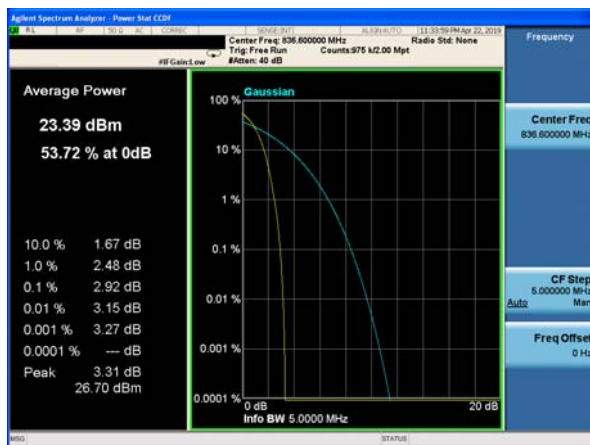 Agilent Spectrum Analyzer - Power Stat CCDF
RL RF 50 Ω AC CORREC SENSE:INT ALIGN AUTO 11:33:59 PM Apr 22, 2019
Center Freq: 836.600000 MHz Radio Std: None
Trig: Free Run Counts:975 k/2.00 Mpt
#IFGain:Low #Atten: 40 dB
Frequency
Average Power
23.39 dBm
53.72 % at 0dB
10.0 % 1.67 dB
1.0 % 2.48 dB
0.1 % 2.92 dB
0.01 % 3.15 dB
0.001 % 3.27 dB
0.0001 % --- dB
Peak 3.31 dB
26.70 dBm
Gaussian
100 %
10 %
1 %
0.1 %
0.01 %
0.001 %
0.0001 %
0 dB 20 dB
Info BW 5.0000 MHz
Center Freq
836.600000 MHz
CF Step
5.000000 MHz
Auto Man
Freq Offset
0 Hz
MSG STATUS